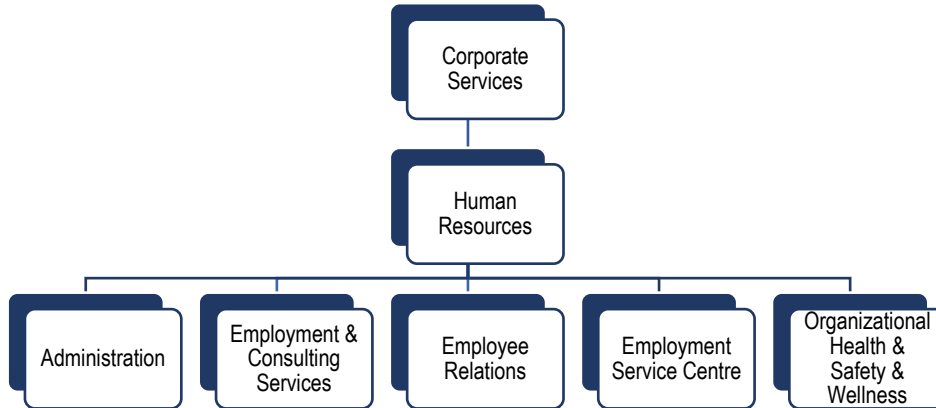 Corporate
Services
Human
Resources
Administration
Employment &
Consulting
Services
Employee
Relations
Employment
Service Centre
Organizational
Health &
Safety &
Wellness